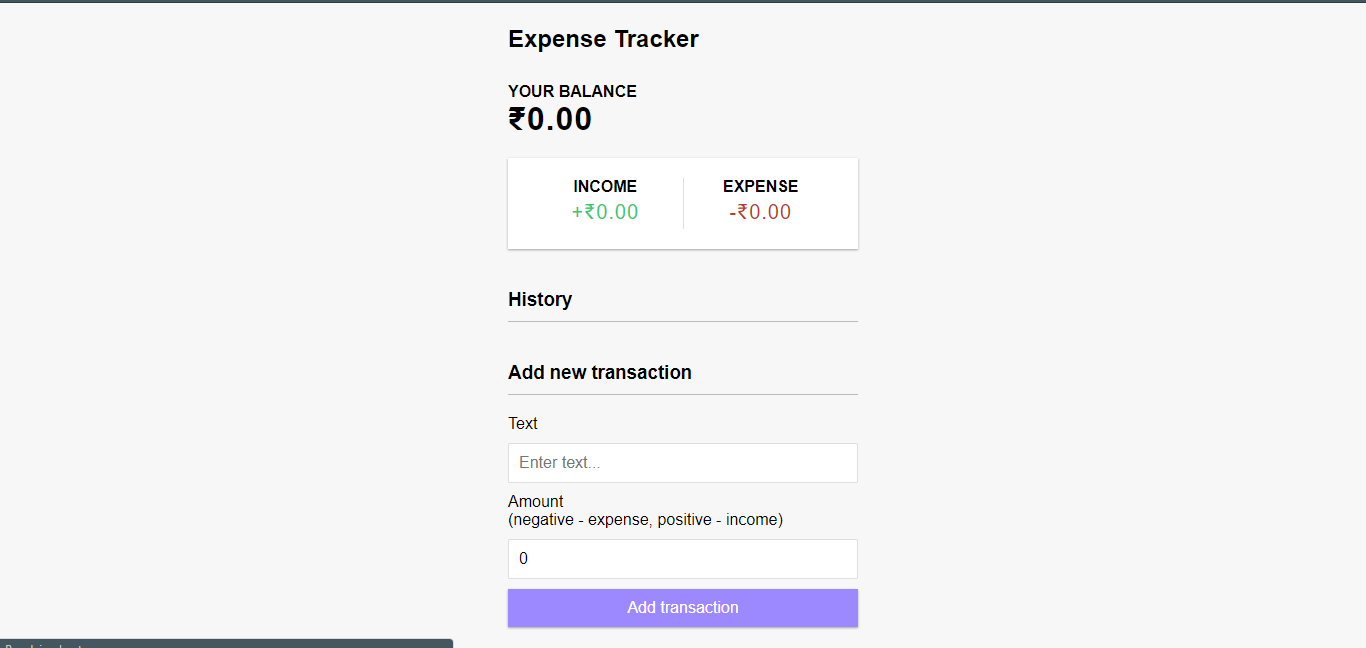 Expense Tracker
YOUR BALANCE
₹0.00
INCOME
EXPENSE
+₹0.00
-₹0.00
History
Add new transaction
Text
Enter text...
Amount
(negative - expense, positive - income)
0
Add transaction